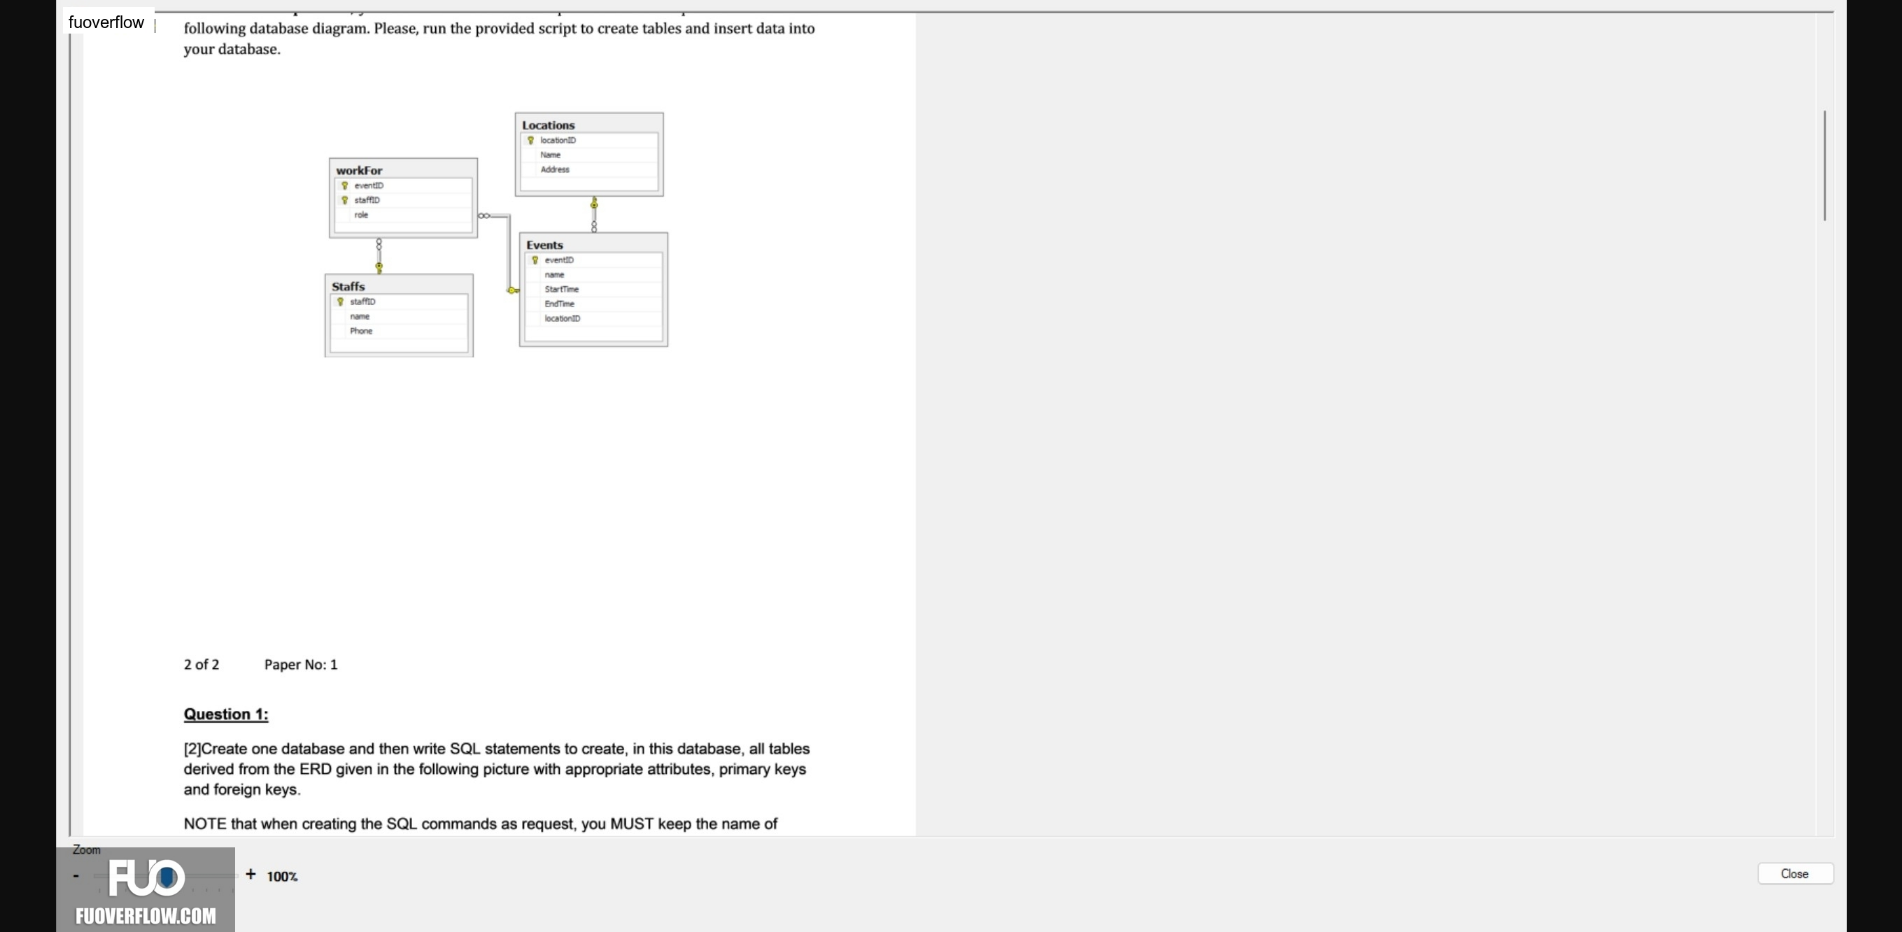 fuoverflow
following database diagram. Please, run the provided script to create tables and insert data into
your database.
Locations
locationID
Name
Address
workFor
eventID
staffID
role
Events
eventID
name
StartTime
EndTime
locationID
Staffs
staffID
name
Phone
2 of 2 Paper No: 1
Question 1:
[2]Create one database and then write SQL statements to create, in this database, all tables
derived from the ERD given in the following picture with appropriate attributes, primary keys
and foreign keys.
NOTE that when creating the SQL commands as request, you MUST keep the name of
Zoom
- + 100%
Close
FUO
FUOVERFLOW.COM